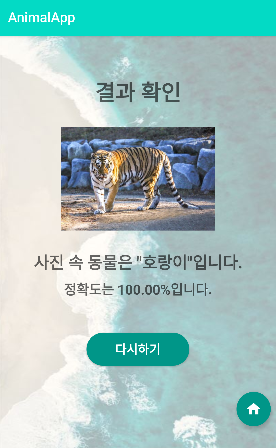 AnimalApp
결과 확인
사진 속 동물은 "호랑이"입니다.
정확도는 100.00%입니다.
다시하기